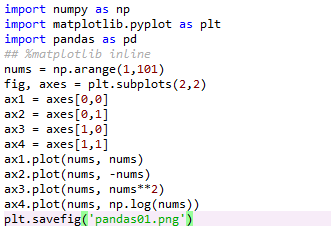 import numpy as np
import matplotlib.pyplot as plt
import pandas as pd
## %matplotlib inline
nums = np.arange(1,101)
fig, axes = plt.subplots(2,2)
ax1 = axes[0,0]
ax2 = axes[0,1]
ax3 = axes[1,0]
ax4 = axes[1,1]
ax1.plot(nums, nums)
ax2.plot(nums, -nums)
ax3.plot(nums, nums**2)
ax4.plot(nums, np.log(nums))
plt.savefig('pandas01.png')